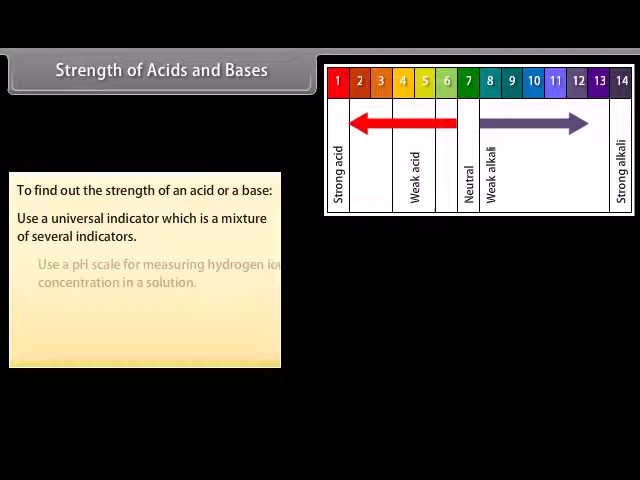 Strength of Acids and Bases
1 2 3 4 5 6 7 8 9 10 11 12 13 14
Strong acid
Weak acid
Neutral
Weak alkali
Strong alkali
To find out the strength of an acid or a base:
Use a universal indicator which is a mixture
of several indicators.
Use a pH scale for measuring hydrogen
concentration in a solution.